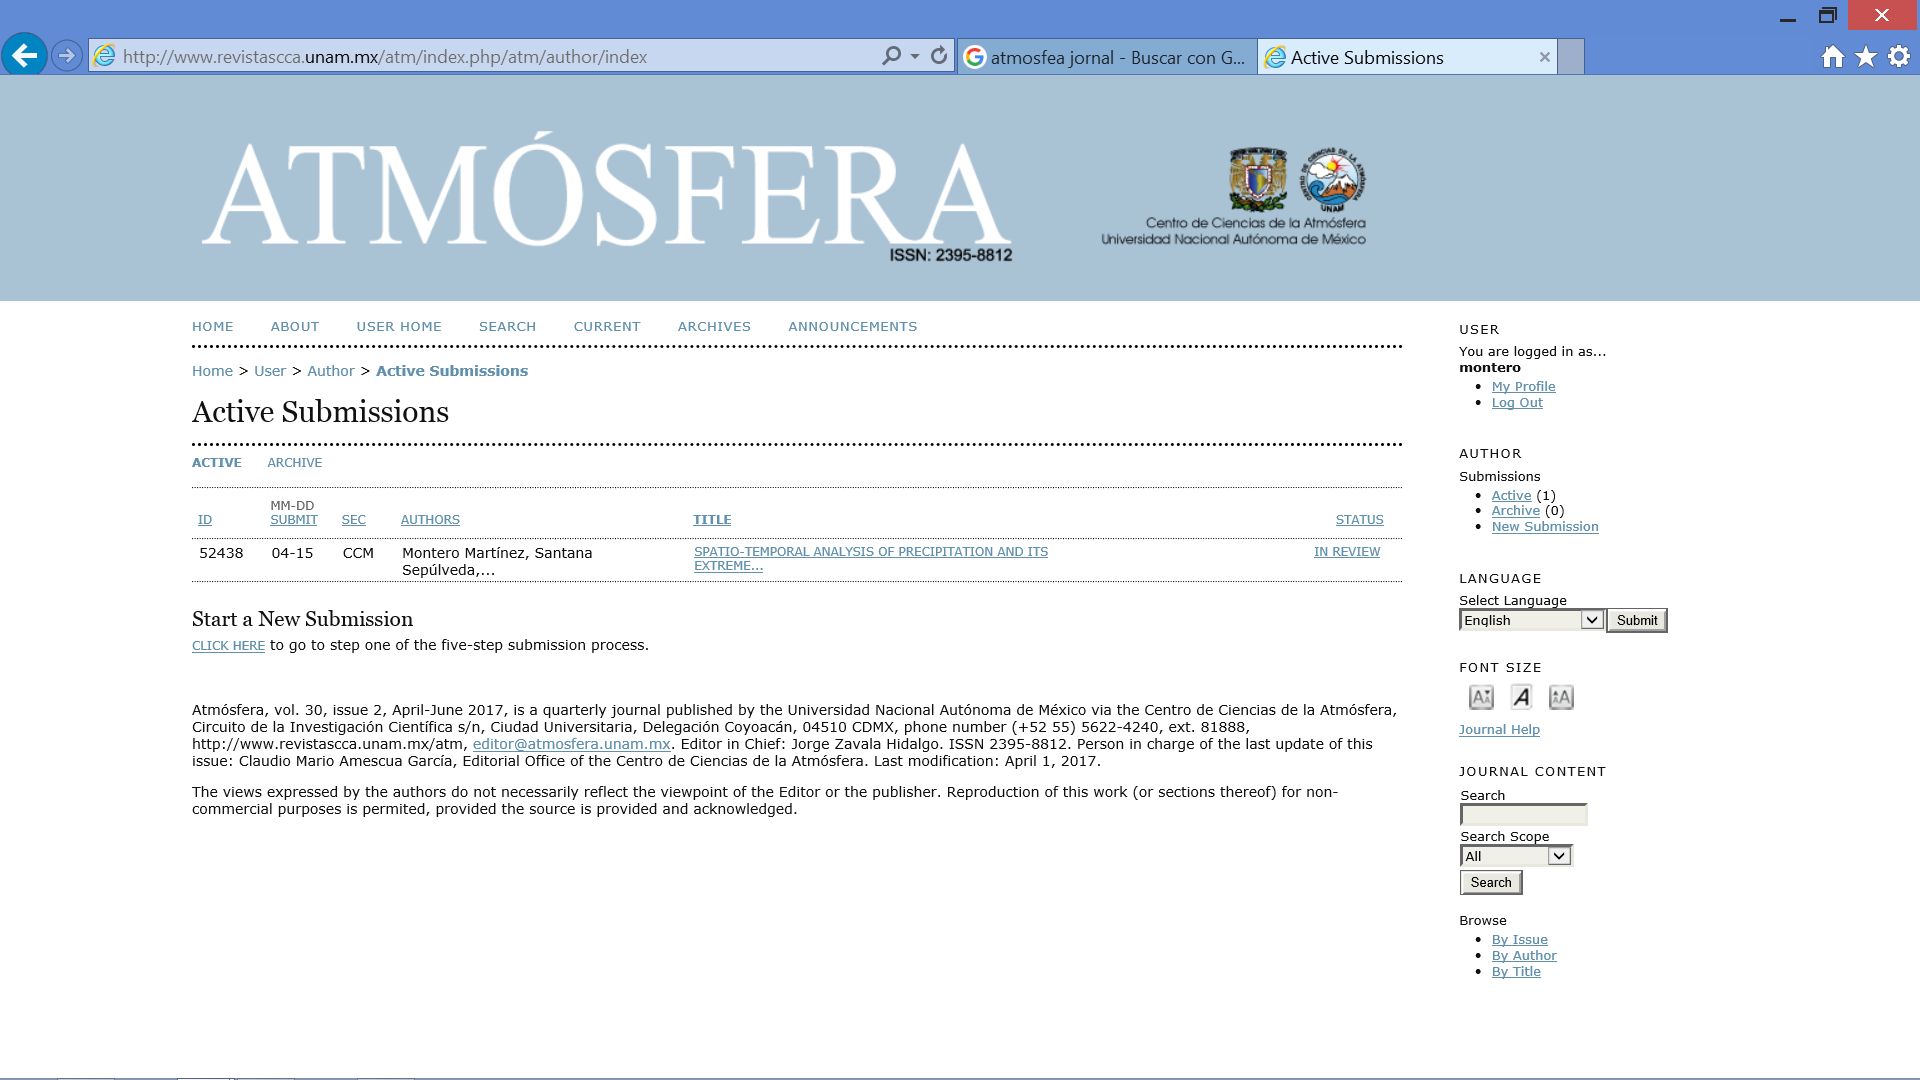 http://www.revistascca.unam.mx/atm/index.php/atm/author/index
atmosfea jornal - Buscar con G...
Active Submissions
ATMÓSFERA
ISSN: 2395-8812
CENTRO DE CIENCIAS DE LA ATMÓSFERA
UNAM
Centro de Ciencias de la Atmósfera
Universidad Nacional Autónoma de México
HOME ABOUT USER HOME SEARCH CURRENT ARCHIVES ANNOUNCEMENTS
Home > User > Author > Active Submissions
Active Submissions
ACTIVE ARCHIVE
MM-DD
ID SUBMIT SEC AUTHORS TITLE STATUS
52438 04-15 CCM Montero Martínez, Santana Sepúlveda,... SPATIO-TEMPORAL ANALYSIS OF PRECIPITATION AND ITS EXTREME... IN REVIEW
Start a New Submission
CLICK HERE to go to step one of the five-step submission process.
Atmósfera, vol. 30, issue 2, April-June 2017, is a quarterly journal published by the Universidad Nacional Autónoma de México via the Centro de Ciencias de la Atmósfera,
Circuito de la Investigación Científica s/n, Ciudad Universitaria, Delegación Coyoacán, 04510 CDMX, phone number (+52 55) 5622-4240, ext. 81888,
http://www.revistascca.unam.mx/atm, editor@atmosfera.unam.mx. Editor in Chief: Jorge Zavala Hidalgo. ISSN 2395-8812. Person in charge of the last update of this
issue: Claudio Mario Amescua García, Editorial Office of the Centro de Ciencias de la Atmósfera. Last modification: April 1, 2017.
The views expressed by the authors do not necessarily reflect the viewpoint of the Editor or the publisher. Reproduction of this work (or sections thereof) for non-
commercial purposes is permited, provided the source is provided and acknowledged.
USER
You are logged in as...
montero
My Profile
Log Out
AUTHOR
Submissions
Active (1)
Archive (0)
New Submission
LANGUAGE
Select Language
English Submit
FONT SIZE
AA A AA
Journal Help
JOURNAL CONTENT
Search
Search Scope
All
Search
Browse
By Issue
By Author
By Title